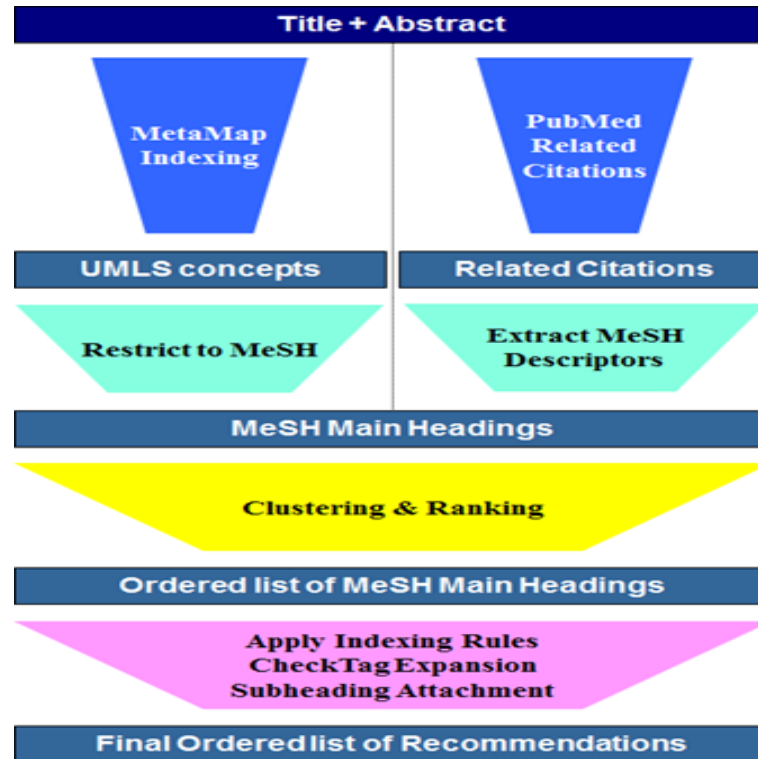 Title + Abstract
MetaMap
Indexing
PubMed
Related
Citations
UMLS concepts
Related Citations
Restrict to MeSH
Extract MeSH
Descriptors
MeSH Main Headings
Clustering & Ranking
Ordered list of MeSH Main Headings
Apply Indexing Rules
CheckTag Expansion
Subheading Attachment
Final Ordered list of Recommendations